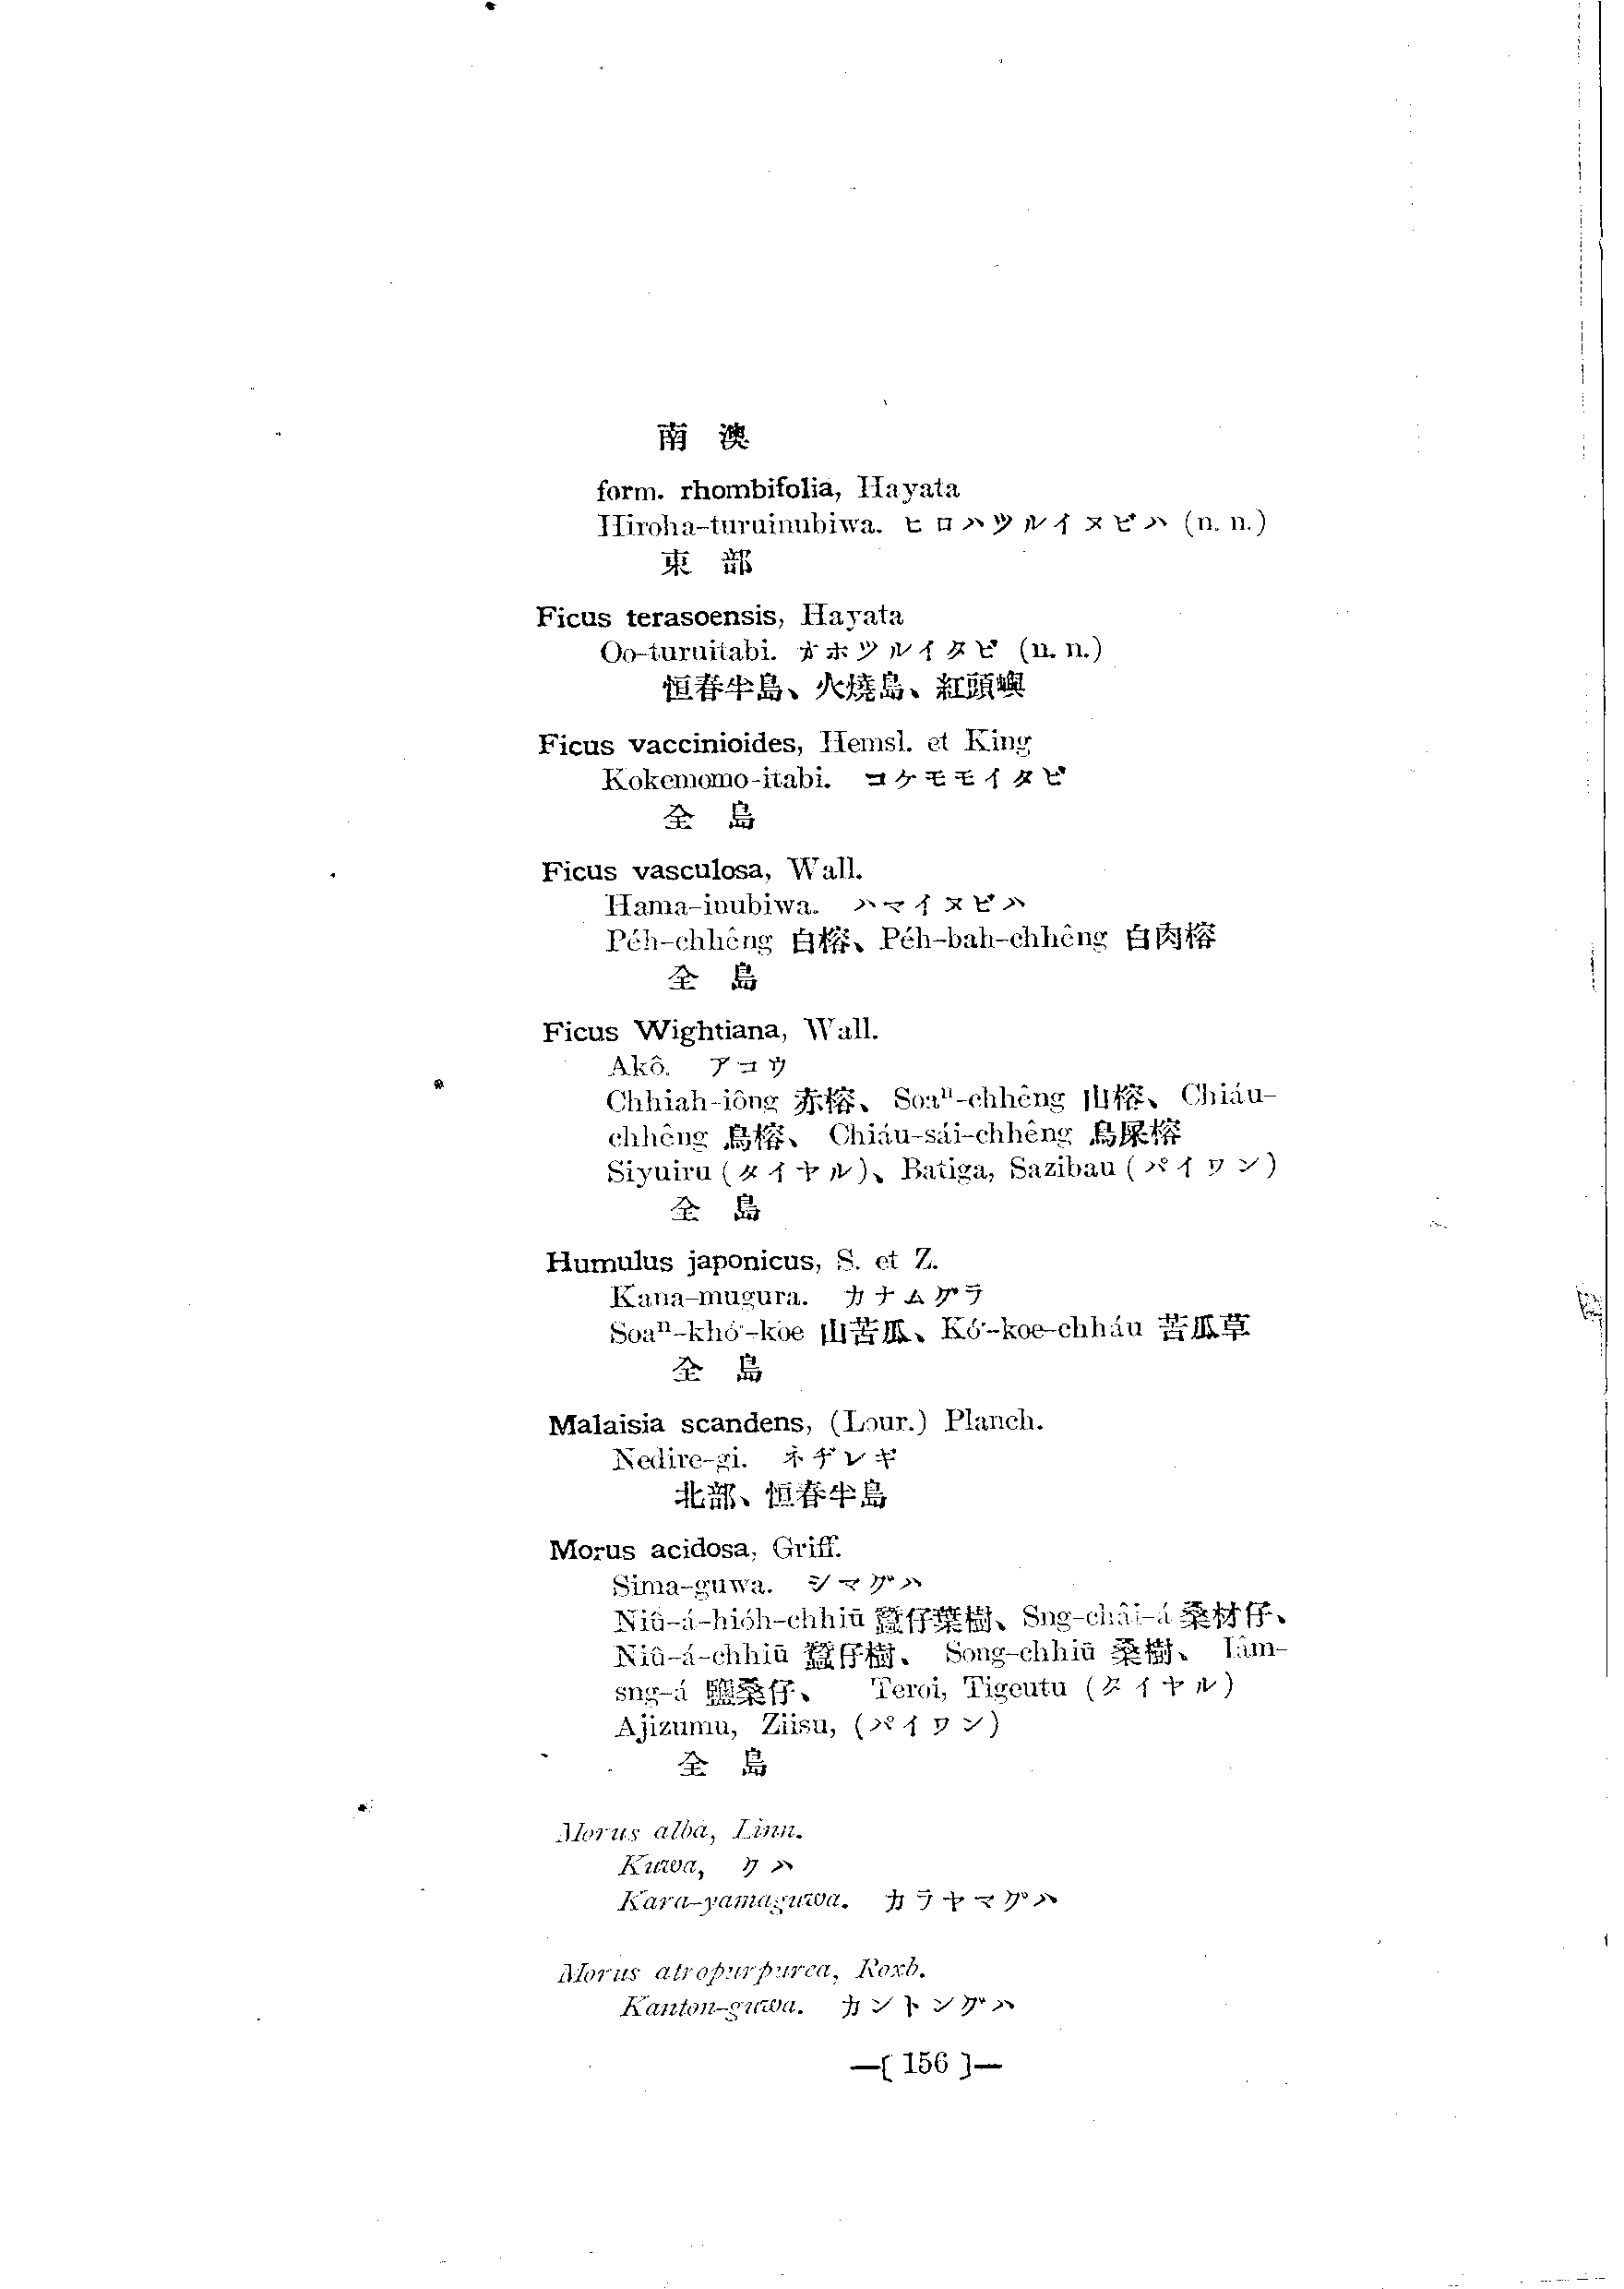 南 澳
form. rhombifolia, Hayata
Hiroha-turuinubiwa. ヒロハツルイヌビハ (n. n.)
東 部
Ficus terasoensis, Hayata
Oo-turuitabi. オホツルイタビ (n. n.)
恒春半島、火燒島、紅頭嶼
Ficus vaccinioides, Hemsl. et King
Kokemomo-itabi. コケモモイタビ
全 島
Ficus vasculosa, Wall.
Hama-inubiwa. ハマイヌビハ
Pe̍h-chhêng 白榕、Pe̍h-bah-chhêng 白肉榕
全 島
Ficus Wightiana, Wall.
Akô. アコウ
Chhiah-iông 赤榕、Soaⁿ-chhêng 山榕、Chiáu-
chhêng 鳥榕、Chiáu-sái-chhêng 鳥屎榕
Siyuiru (タイヤル)、Batiga, Sazibau (パイワン)
全 島
Humulus japonicus, S. et Z.
Kana-mugura. カナムグラ
Soaⁿ-khó͘-koe 山苦瓜、Kó͘-koe-chháu 苦瓜草
全 島
Malaisia scandens, (Lour.) Planch.
Nedire-gi. ネヂレギ
北部、恒春半島
Morus acidosa, Griff.
Sima-guwa. シマグハ
Niû-á-hio̍h-chhiū 蠶仔葉樹、Sng-châi-á 桑材仔、
Niû-á-chhiū 蠶仔樹、Song-chhiū 桑樹、Iâm-
sng-á 鹽桑仔、 Teroi, Tigeutu (タイヤル)
Ajizumu, Ziisu, (パイワン)
全 島
Morus alba, Linn.
Kuwa, クハ
Kara-yamaguwa. カラヤマグハ
Morus atropurpurea, Roxb.
Kanton-guwa. カントングハ
—[ 156 ]—